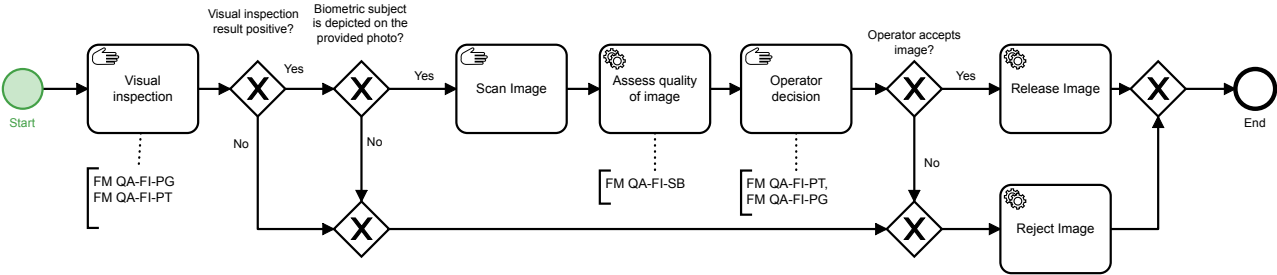 Visual inspection
result positive?
Biometric subject
is depicted on the
provided photo?
Operator accepts
image?
Start
Visual
inspection
Yes
Yes
Scan Image
Assess quality
of image
Operator
decision
Yes
Release Image
End
No
No
No
FM QA-FI-PG
FM QA-FI-PT
FM QA-FI-SB
FM QA-FI-PT,
FM QA-FI-PG
Reject Image